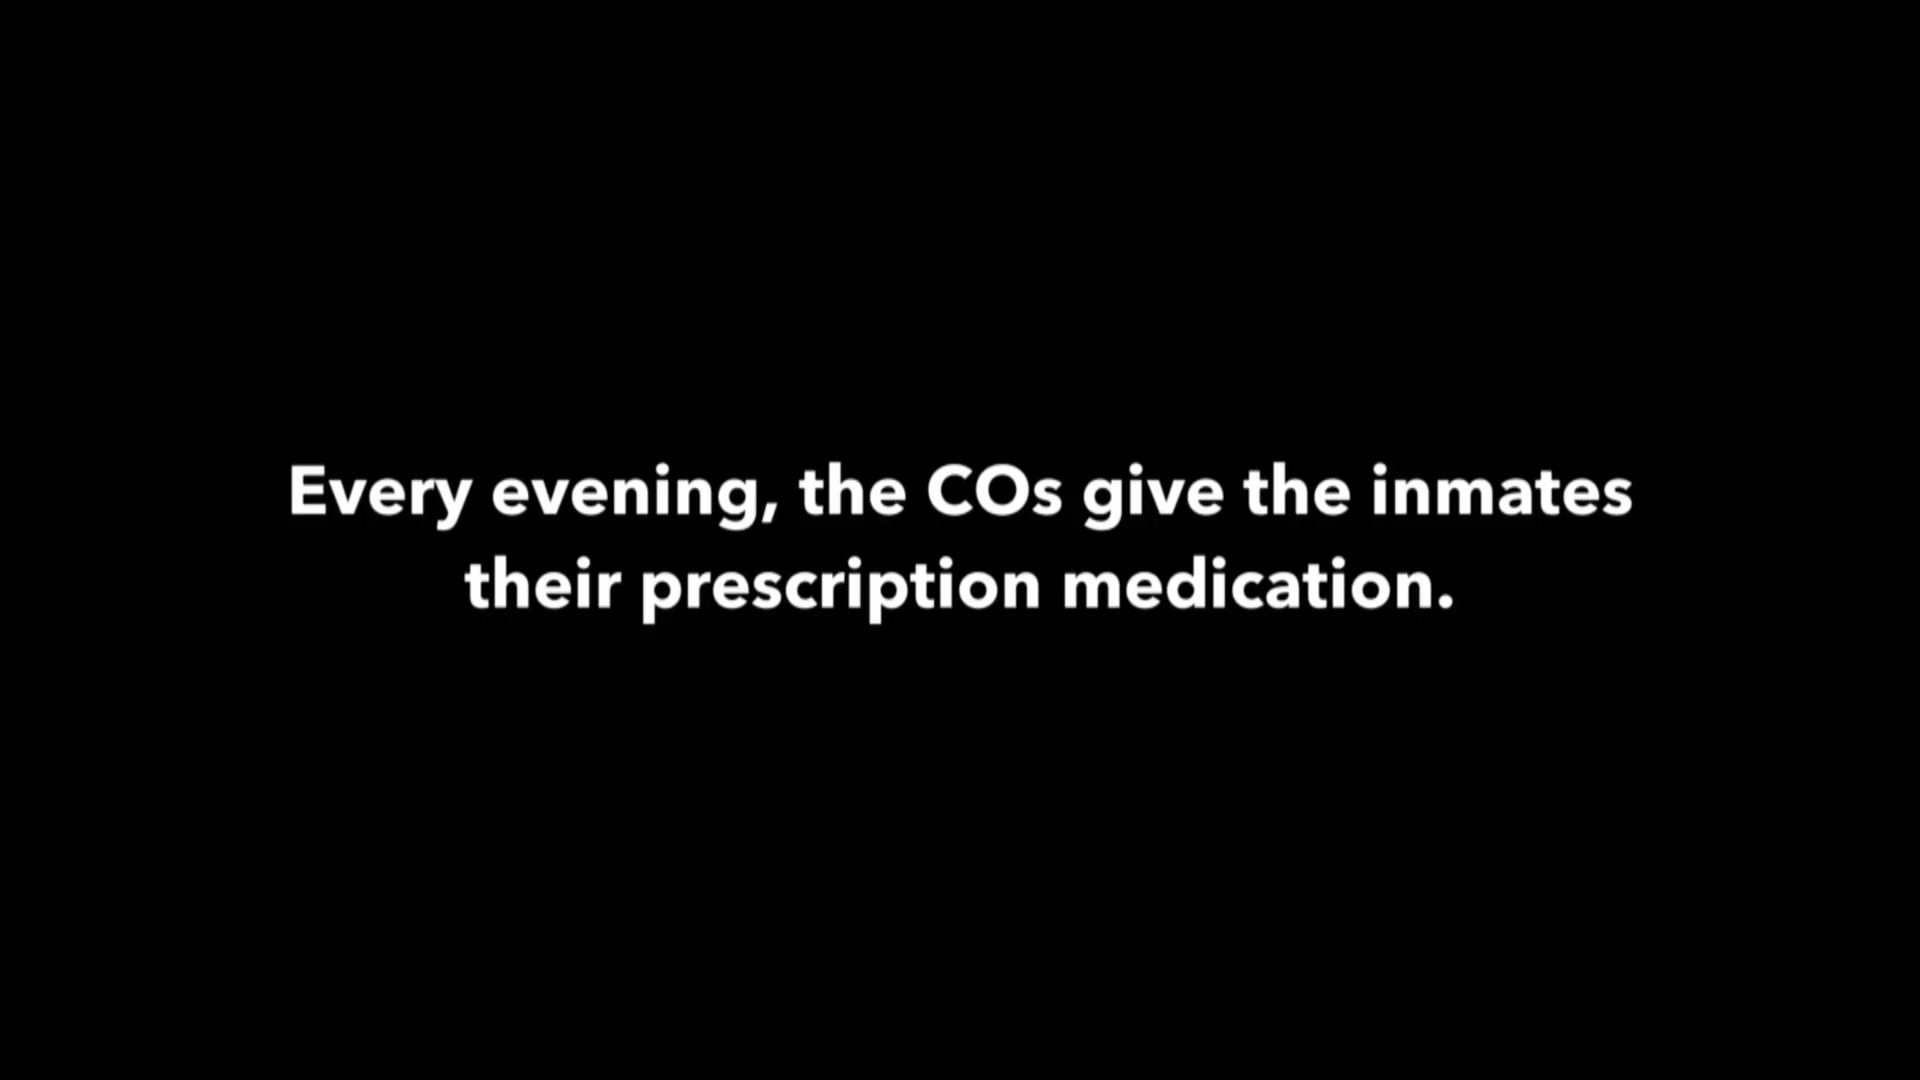 Every evening, the COs give the inmates
their prescription medication.